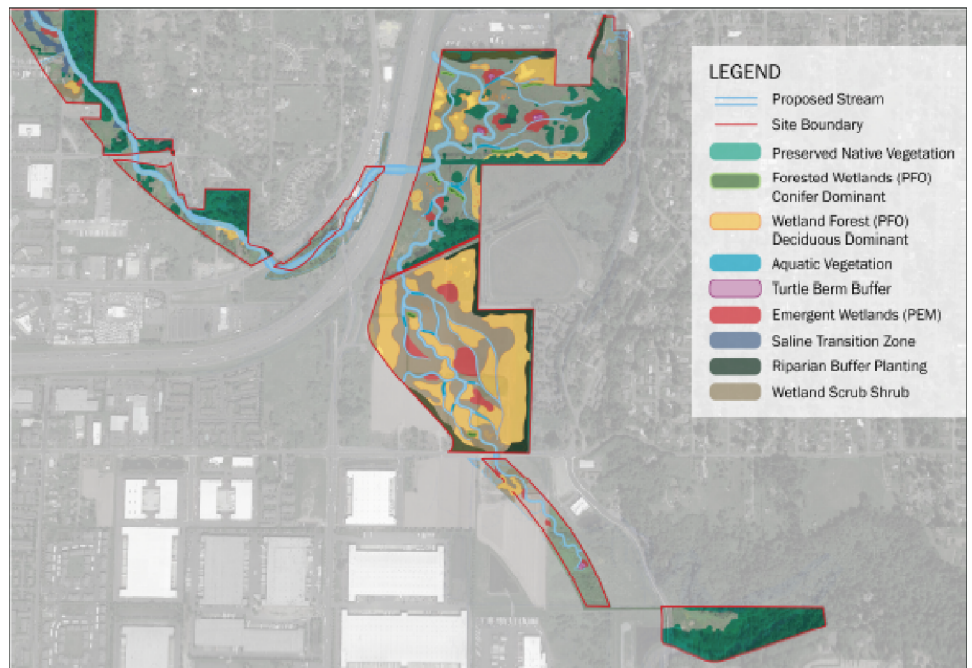 LEGEND
Proposed Stream
Site Boundary
Preserved Native Vegetation
Forested Wetlands (PFO)
Conifer Dominant
Wetland Forest (PFO)
Deciduous Dominant
Aquatic Vegetation
Turtle Berm Buffer
Emergent Wetlands (PEM)
Saline Transition Zone
Riparian Buffer Planting
Wetland Scrub Shrub